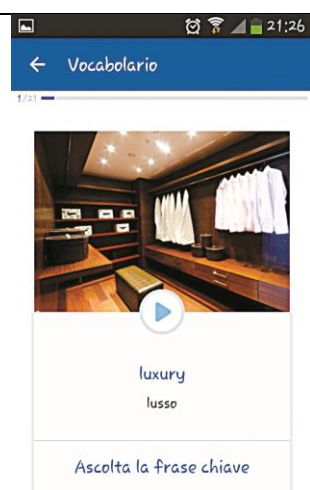 21:26
Vocabolario
1/21
luxury
lusso
Ascolta la frase chiave